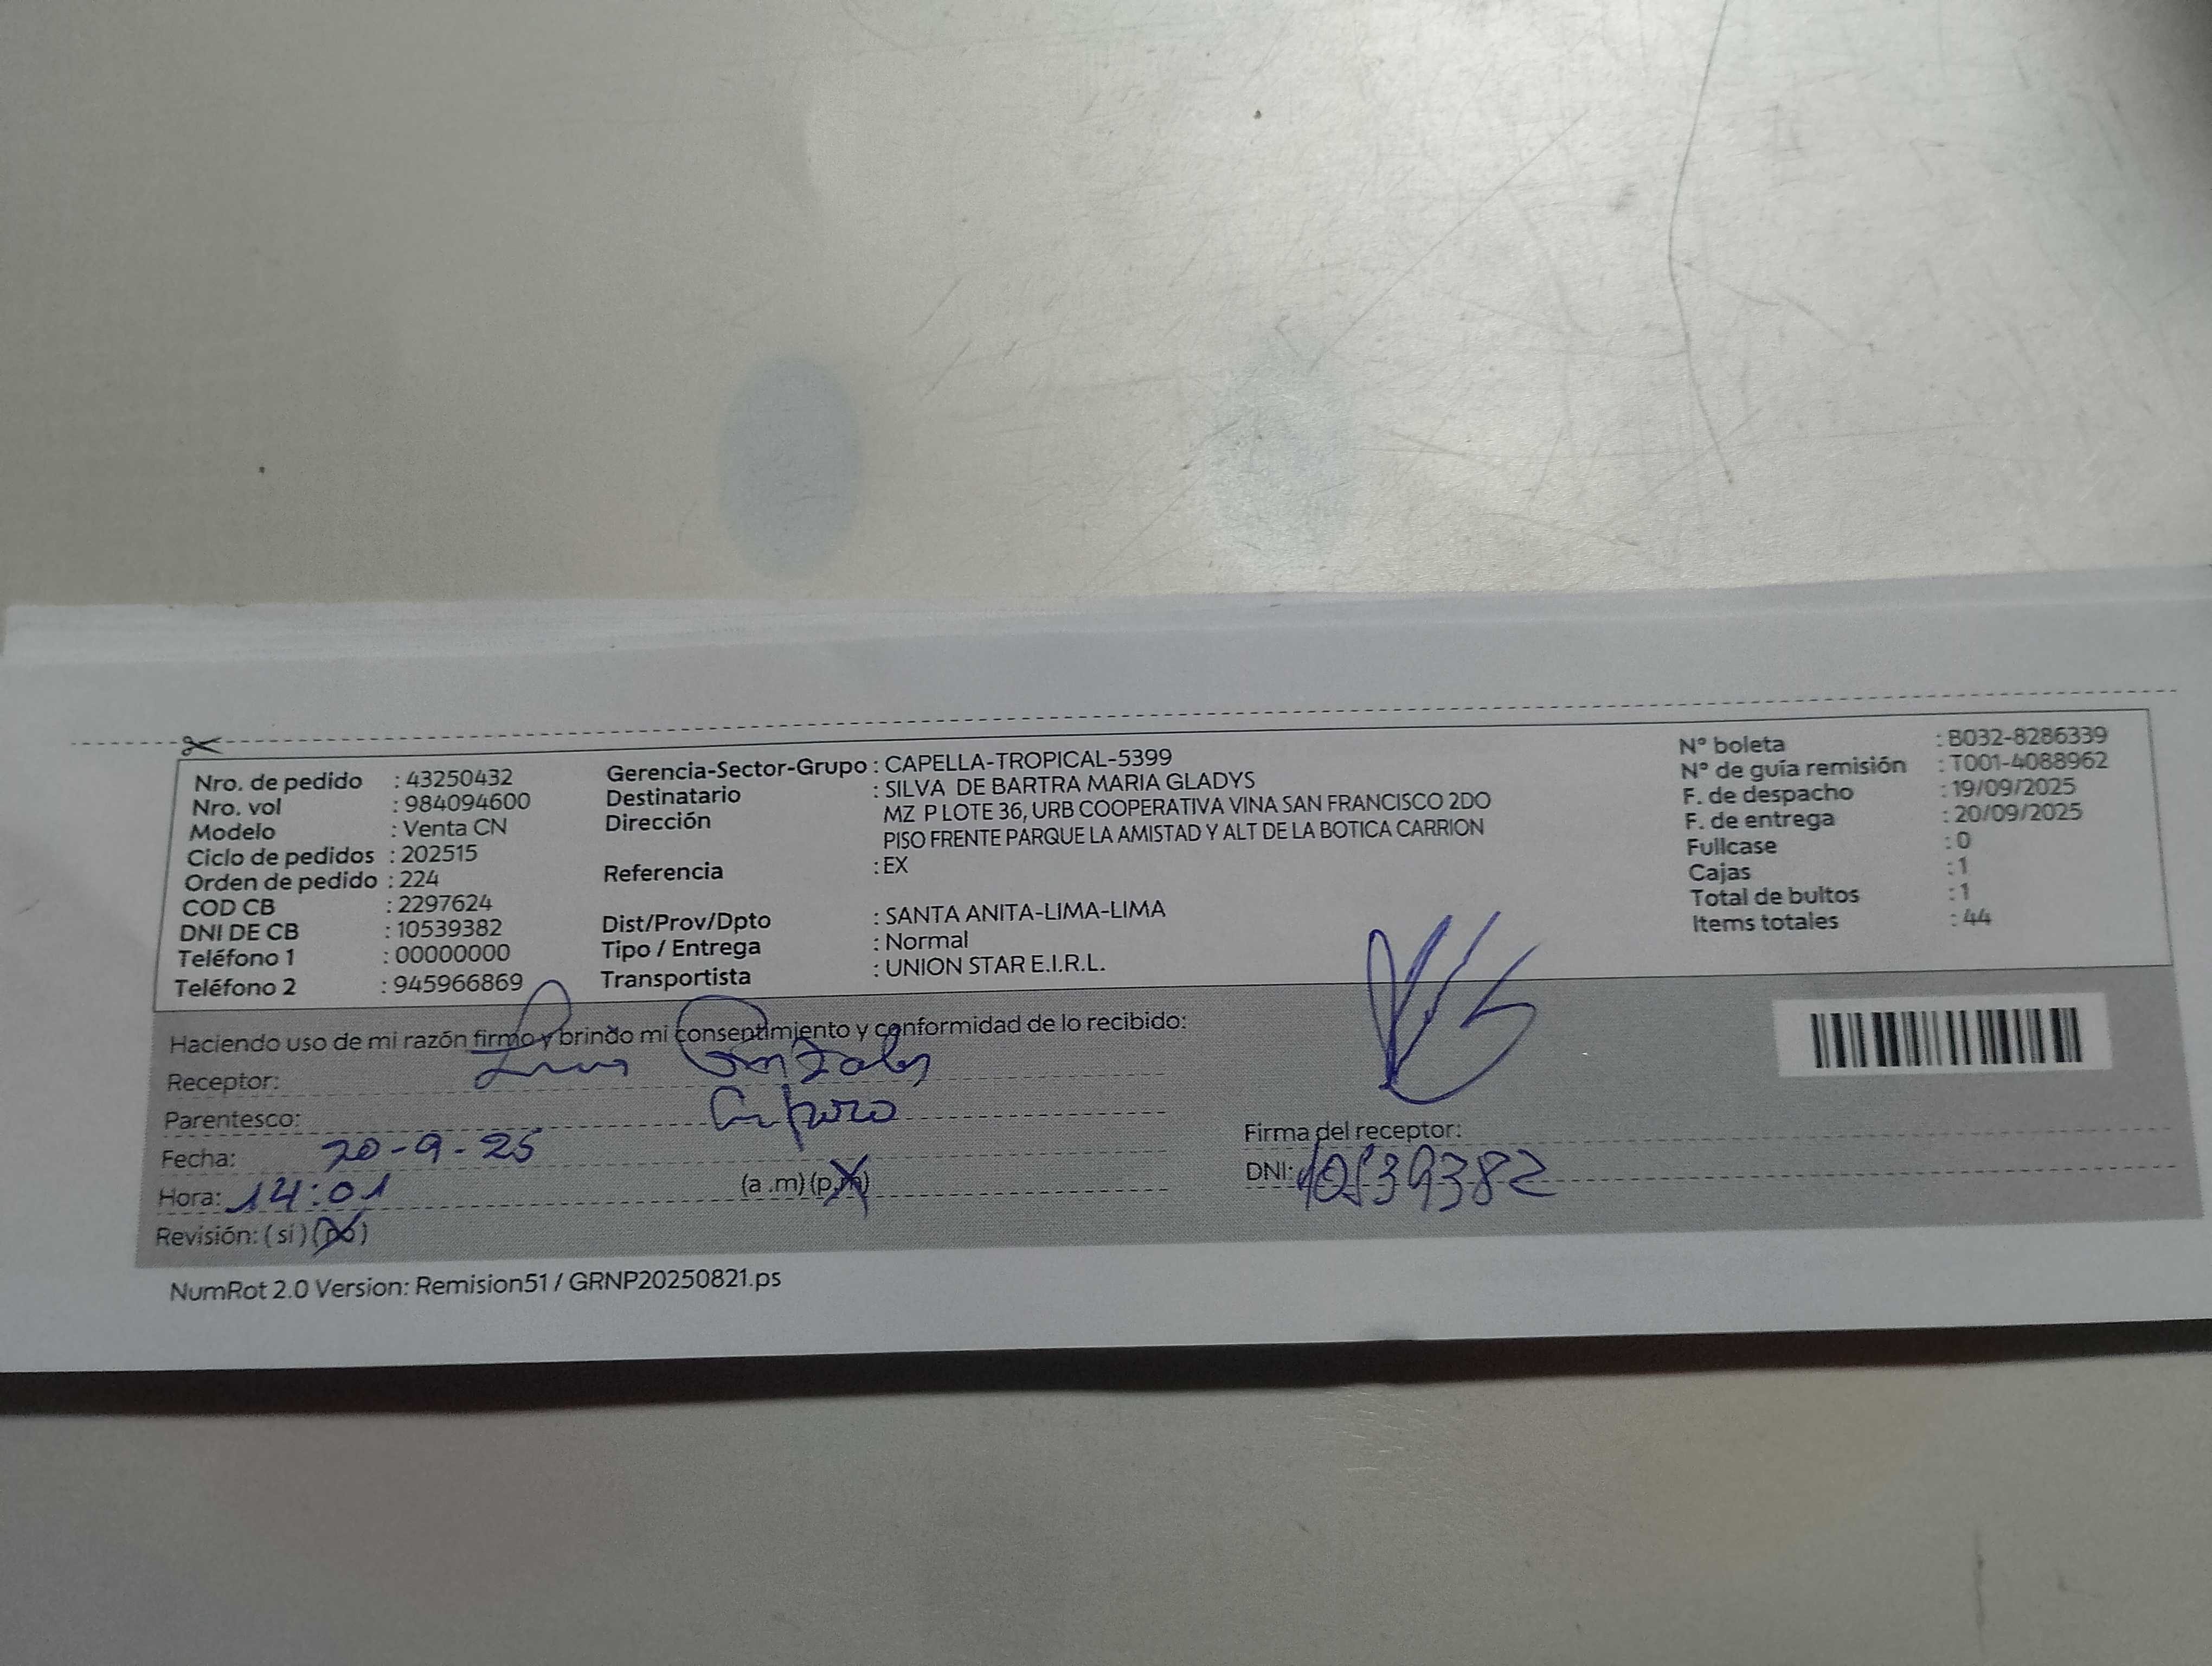 Nro. de pedido : 43250432
Nro. vol : 984094600
Modelo : Venta CN
Ciclo de pedidos : 202515
Orden de pedido : 224
COD CB : 2297624
DNI DE CB : 10539382
Teléfono 1 : 00000000
Teléfono 2 : 945966869
Gerencia-Sector-Grupo : CAPELLA-TROPICAL-5399
Destinatario : SILVA DE BARTRA MARIA GLADYS
Dirección MZ P LOTE 36, URB COOPERATIVA VINA SAN FRANCISCO 2DO
PISO FRENTE PARQUE LA AMISTAD Y ALT DE LA BOTICA CARRION
Referencia : EX
Dist/Prov/Dpto : SANTA ANITA-LIMA-LIMA
Tipo / Entrega : Normal
Transportista : UNION STAR E.I.R.L.
N° boleta : B032-8286339
N° de guía remisión : T001-4088962
F. de despacho : 19/09/2025
F. de entrega : 20/09/2025
Fullcase : 0
Cajas : 1
Total de bultos : 1
Items totales : 44
Haciendo uso de mi razón firmo y brindo mi consentimiento y conformidad de lo recibido:
Receptor: Luis Gonzales
Parentesco:
Fecha: 20-9-25
Hora: 14:01 (a .m) (p.m)
Revisión: ( si ) (no)
Firma del receptor:
DNI: 10539382
NumRot 2.0 Version: Remision51 / GRNP20250821.ps